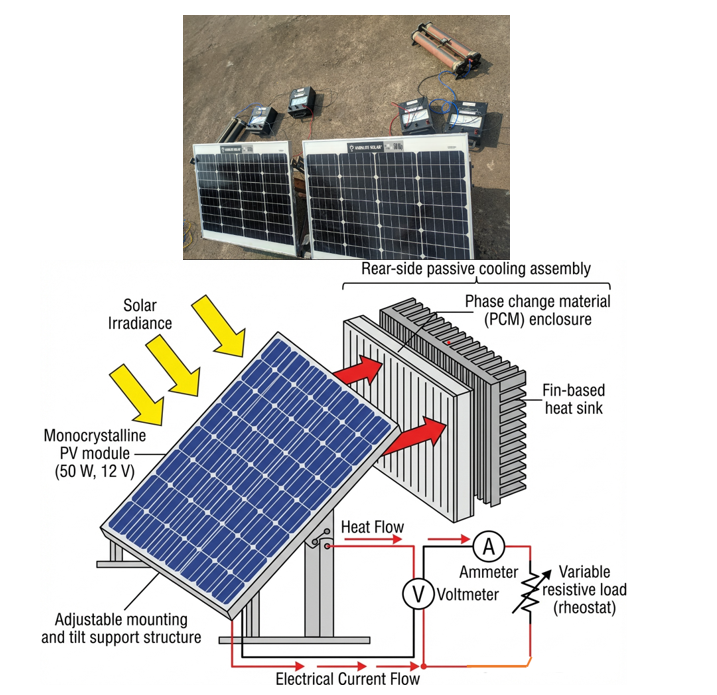 Rear-side passive cooling assembly
Solar
Irradiance
Phase change material
(PCM) enclosure
Fin-based
heat sink
Monocrystalline
PV module
(50 W, 12 V)
Heat Flow
A
Ammeter
V
Voltmeter
Variable
resistive load
(rheostat)
Adjustable mounting
and tilt support structure
Electrical Current Flow